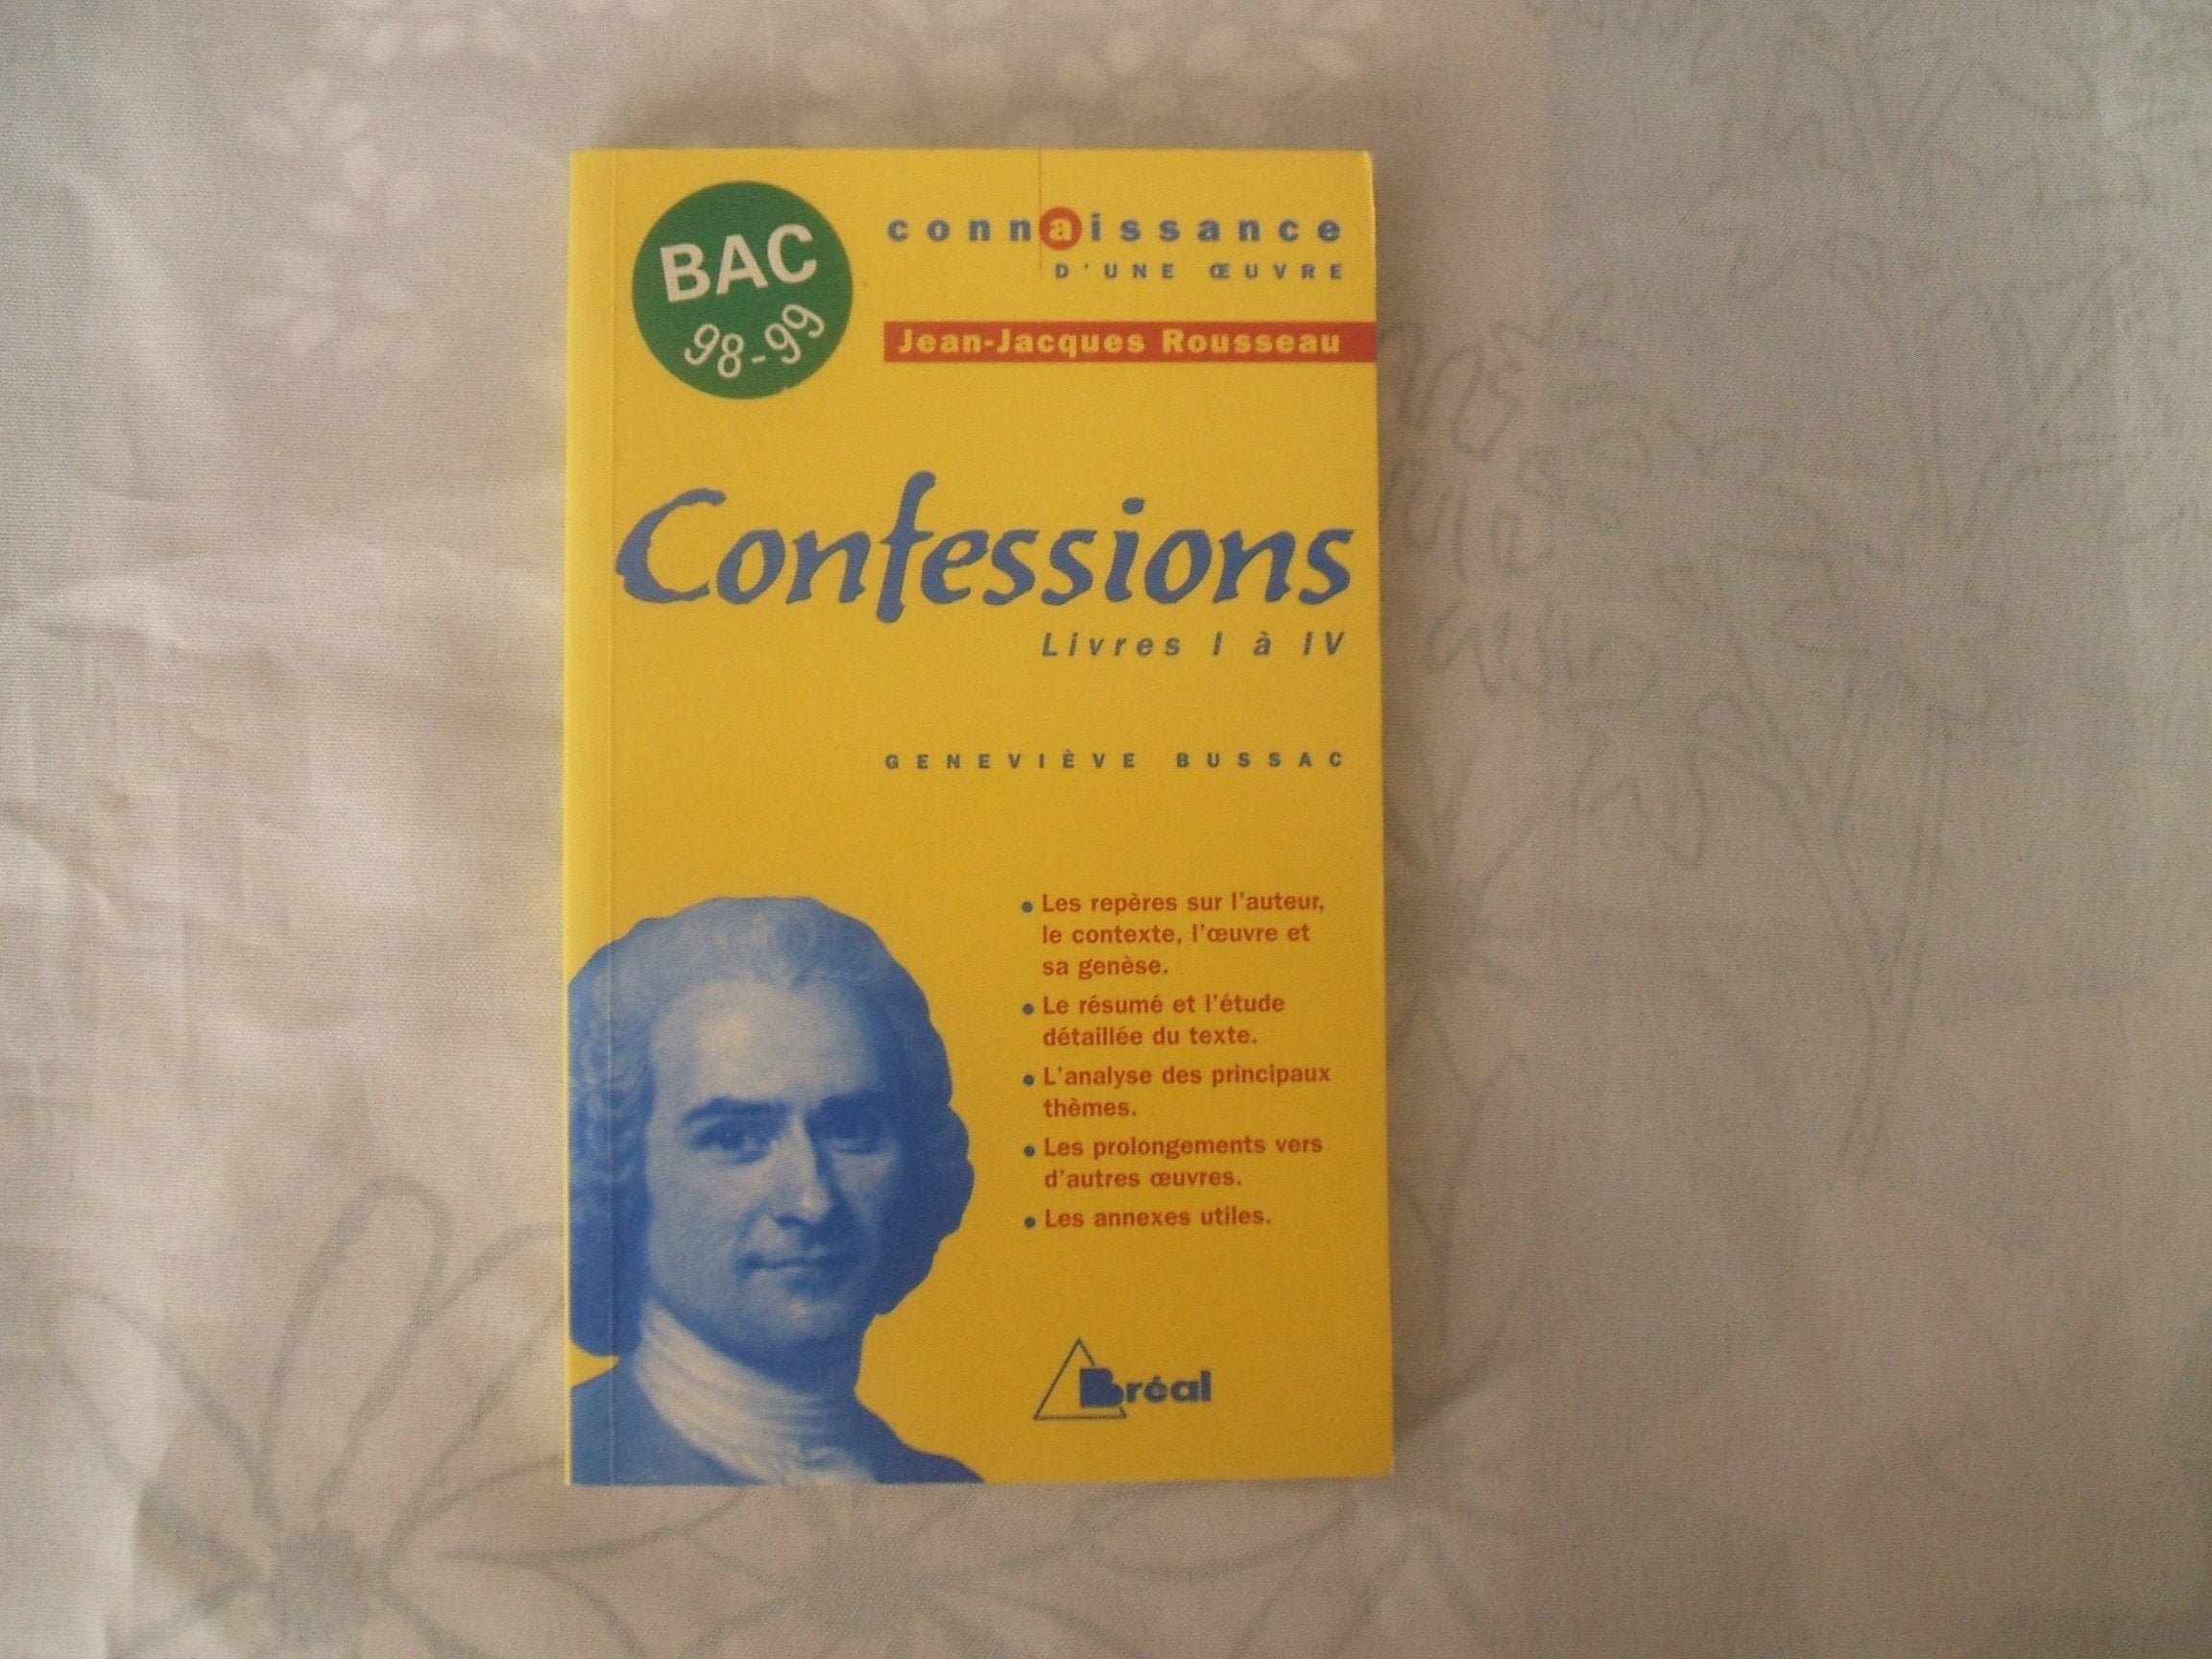 BAC
98-99
connaissance
D'UNE ŒUVRE
Jean-Jacques Rousseau
Confessions
Livres I à IV
GENEVIÈVE BUSSAC
• Les repères sur l'auteur,
le contexte, l'œuvre et
sa genèse.
• Le résumé et l'étude
détaillée du texte.
• L'analyse des principaux
thèmes.
• Les prolongements vers
d'autres œuvres.
• Les annexes utiles.
Bréal